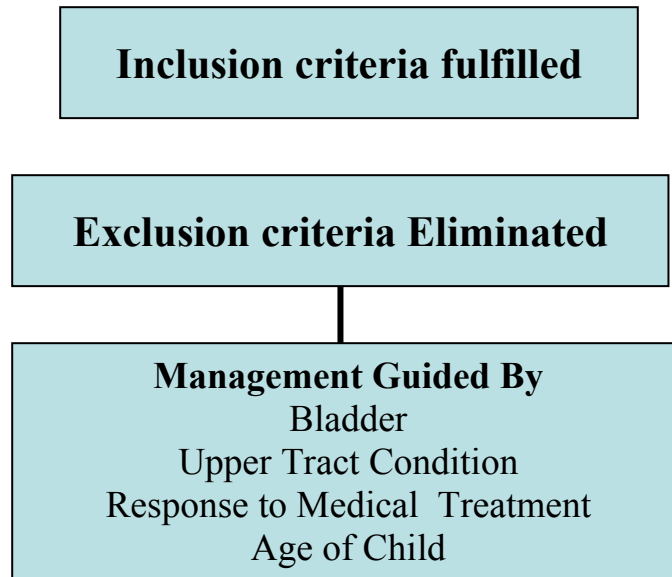 Inclusion criteria fulfilled
Exclusion criteria Eliminated
Management Guided By
Bladder
Upper Tract Condition
Response to Medical Treatment
Age of Child